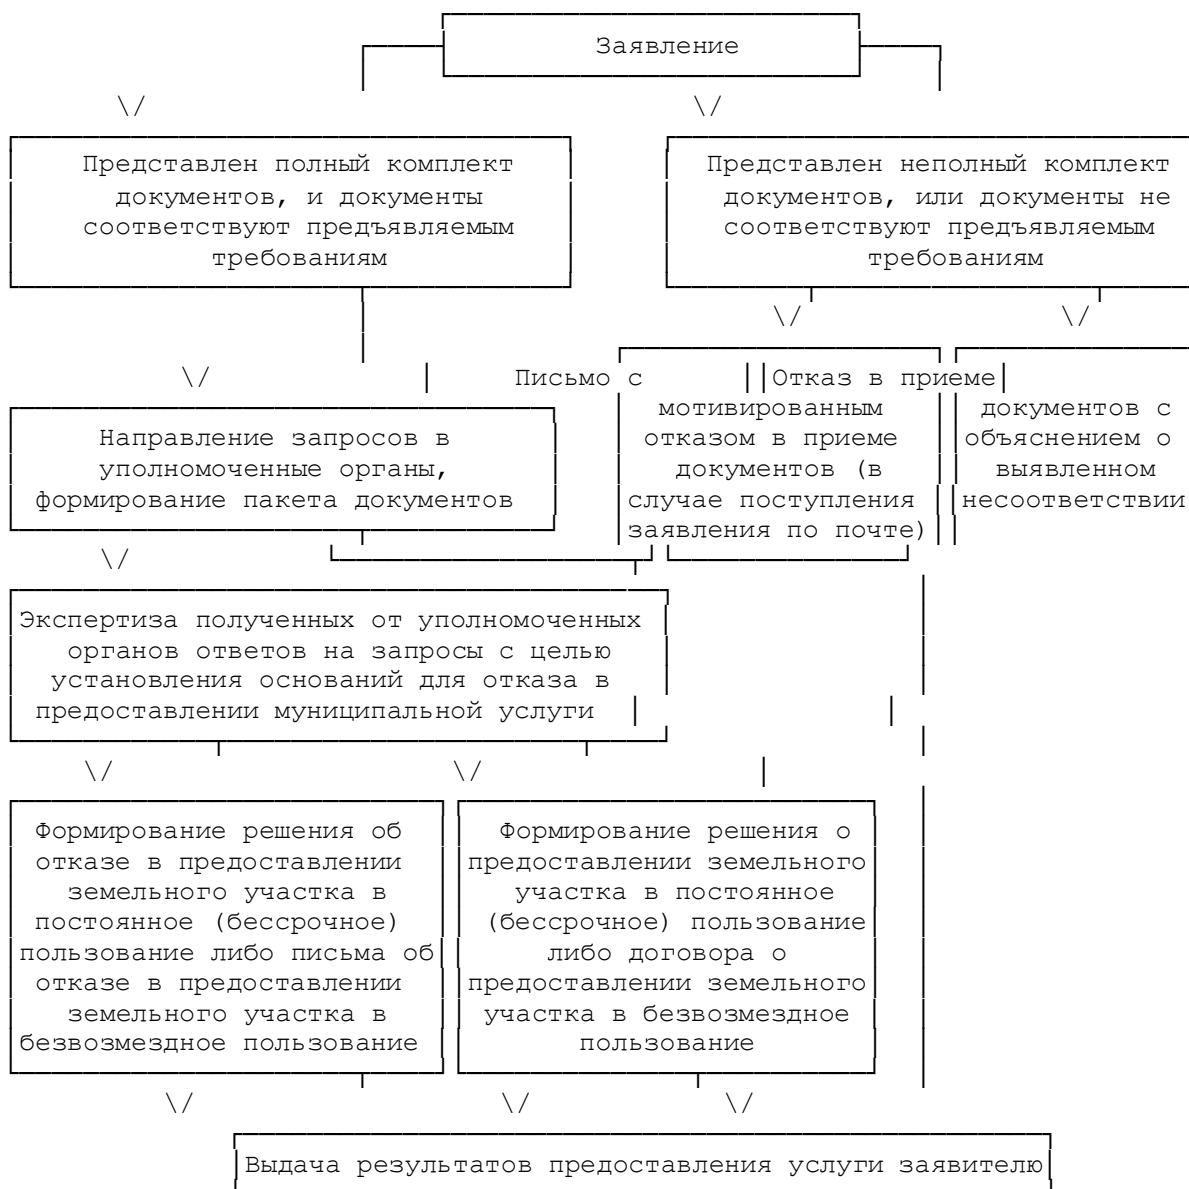 Заявление
Представлен полный комплект
документов, и документы
соответствуют предъявляемым
требованиям
Представлен неполный комплект
документов, или документы не
соответствуют предъявляемым
требованиям
Письмо с
мотивированным
отказом в приеме
документов (в
случае поступления
заявления по почте)
Отказ в приеме
документов с
объяснением о
выявленном
несоответствии
Направление запросов в
уполномоченные органы,
формирование пакета документов
Экспертиза полученных от уполномоченных
органов ответов на запросы с целью
установления оснований для отказа в
предоставлении муниципальной услуги
Формирование решения об
отказе в предоставлении
земельного участка в
постоянное (бессрочное)
пользование либо письма об
отказе в предоставлении
земельного участка в
безвозмездное пользование
Формирование решения о
предоставлении земельного
участка в постоянное
(бессрочное) пользование
либо договора о
предоставлении земельного
участка в безвозмездное
пользование
Выдача результатов предоставления услуги заявителю